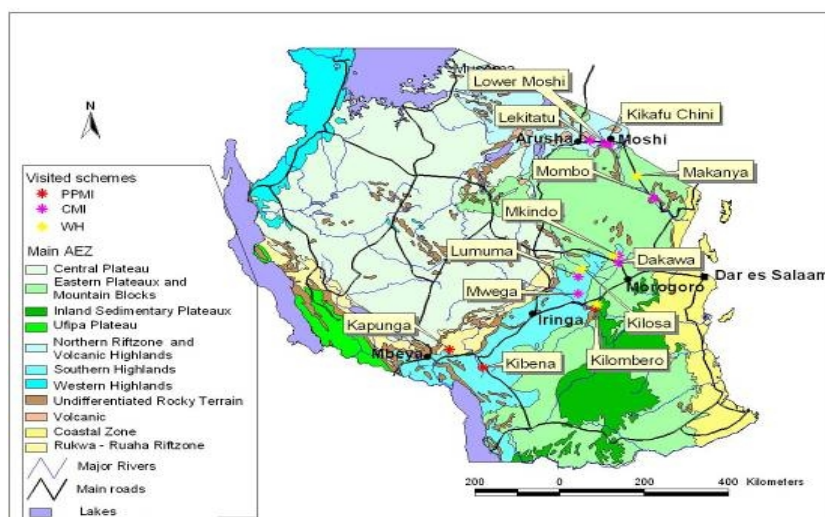 Musoma
Lower Moshi
Lekitatu
Kikafu Chini
Arusha
Moshi
Mombo
Makanya
Mkindo
Lumuma
Dakawa
Mwega
Dar es Salaam
Morogoro
Kapunga
Iringa
Kilosa
Mbeya
Kibena
Kilombero
N
Visited schemes
PPMI
CMI
WH
Main AEZ
Central Plateau
Eastern Plateaux and
Mountain Blocks
Inland Sedimentary Plateaux
Ufipa Plateau
Northern Riftzone and
Volcanic Highlands
Southern Highlands
Western Highlands
Undifferentiated Rocky Terrain
Volcanic
Coastal Zone
Rukwa - Ruaha Riftzone
Major Rivers
Main roads
Lakes
200 0 200 400 Kilometers